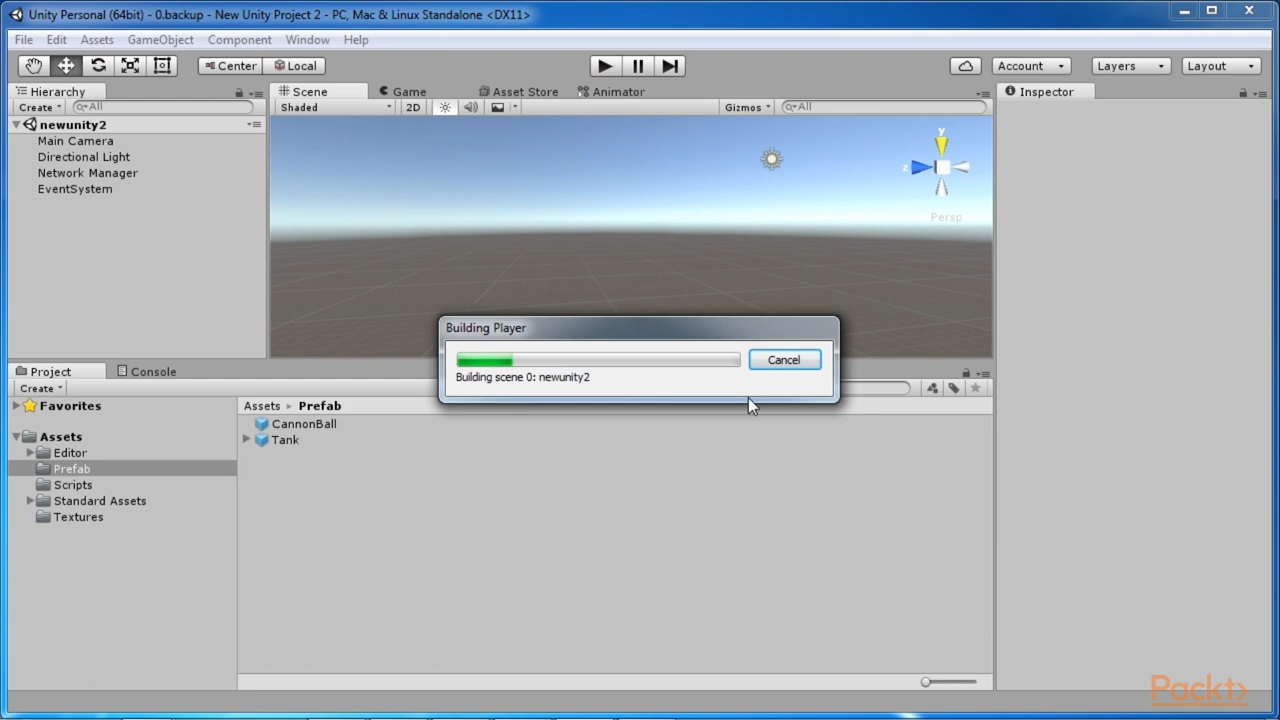 Unity Personal (64bit) - 0.backup - New Unity Project 2 - PC, Mac & Linux Standalone <DX11>
File Edit Assets GameObject Component Window Help
Center Local Account Layers Layout
Hierarchy Scene Game Asset Store Animator Inspector
Create All Shaded 2D Gizmos All
newunity2
Main Camera
Directional Light
Network Manager
EventSystem
y
z
Persp
Building Player
Cancel
Building scene 0: newunity2
Project Console
Create
Favorites
Assets Prefab
CannonBall
Tank
Assets
Editor
Prefab
Scripts
Standard Assets
Textures
Packt>